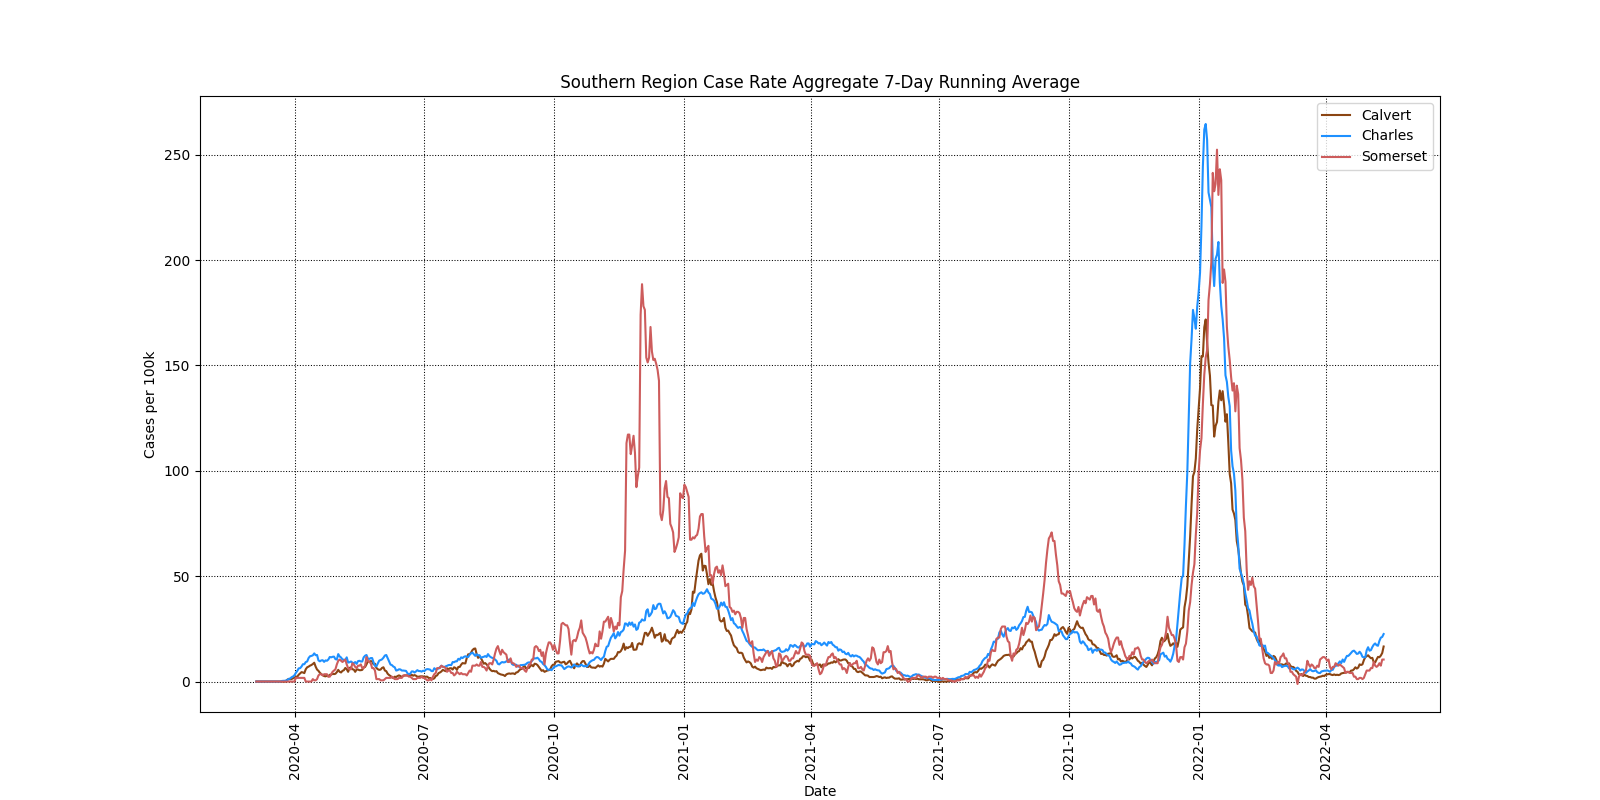 Southern Region Case Rate Aggregate 7-Day Running Average
Calvert
Charles
Somerset
Cases per 100k
250
200
150
100
50
0
2020-04
2020-07
2020-10
2021-01
2021-04
2021-07
2021-10
2022-01
2022-04
Date